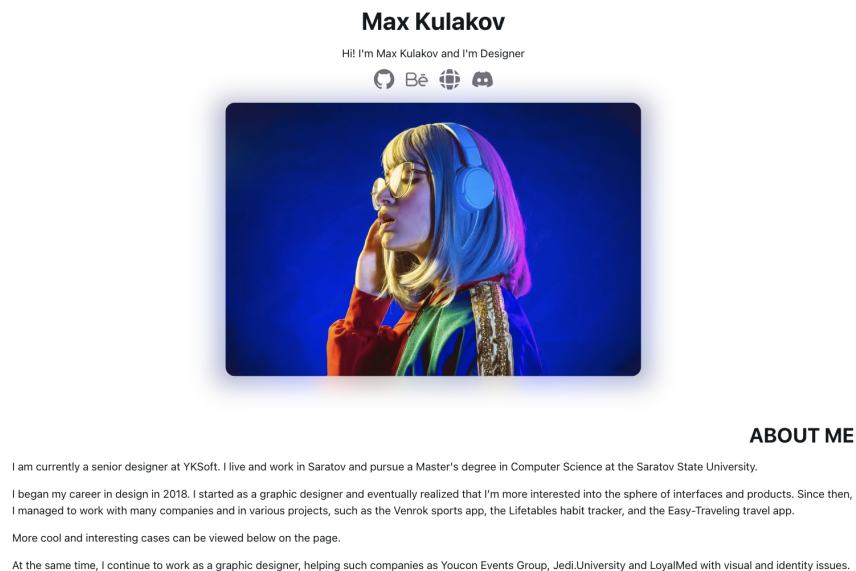 Max Kulakov
Hi! I'm Max Kulakov and I'm Designer
Bē
ABOUT ME
I am currently a senior designer at YKSoft. I live and work in Saratov and pursue a Master's degree in Computer Science at the Saratov State University.
I began my career in design in 2018. I started as a graphic designer and eventually realized that I'm more interested into the sphere of interfaces and products. Since then,
I managed to work with many companies and in various projects, such as the Venrok sports app, the Lifetables habit tracker, and the Easy-Traveling travel app.
More cool and interesting cases can be viewed below on the page.
At the same time, I continue to work as a graphic designer, helping such companies as Youcon Events Group, Jedi.University and LoyalMed with visual and identity issues.